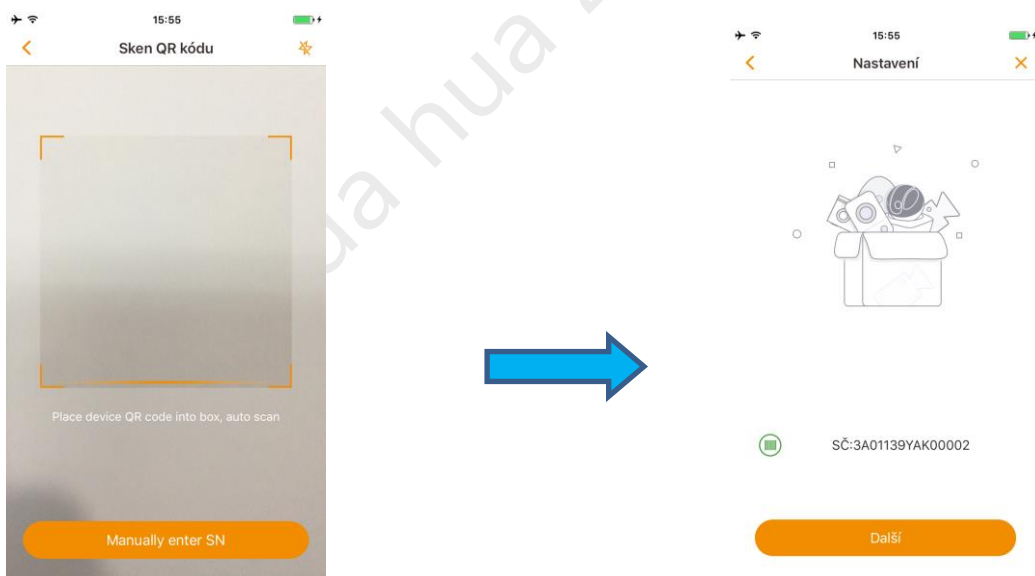 15:55
Sken QR kódu
Place device QR code into box, auto scan
Manually enter SN
15:55
Nastavení
SČ:3A01139YAK00002
Další